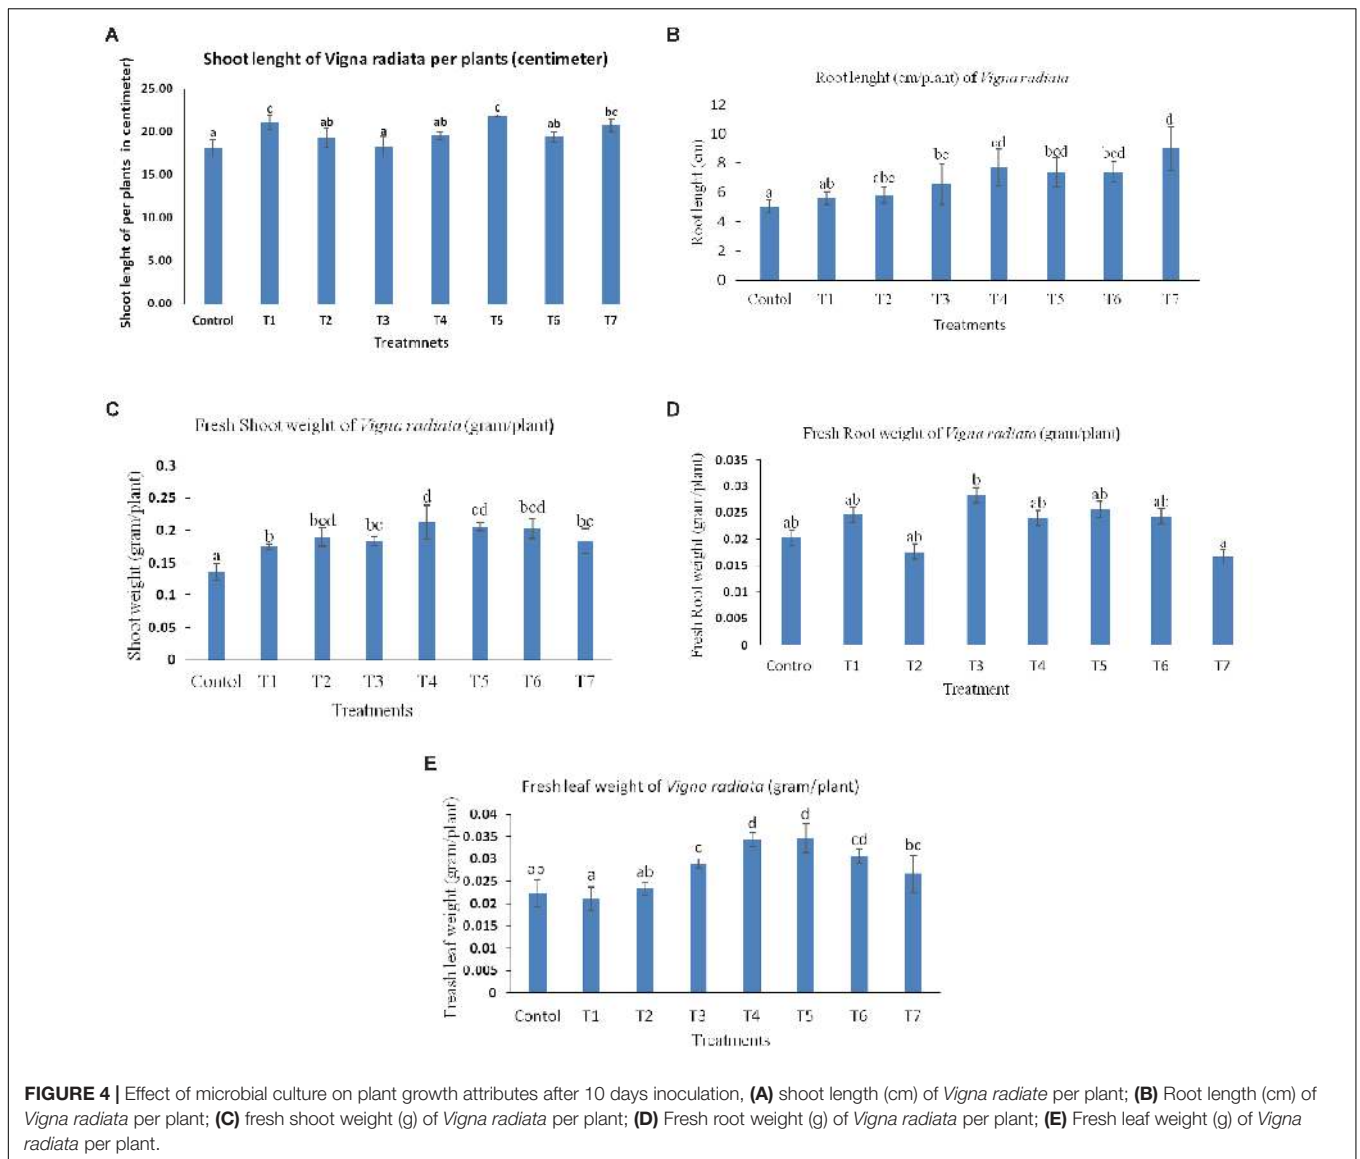 A
Shoot lenght of Vigna radiata per plants (centimeter)
Shoot lenght of per plants in centimeter)
25.00
20.00
15.00
10.00
5.00
0.00
a
c
ab
a
ab
c
ab
bc
Control T1 T2 T3 T4 T5 T6 T7
Treatmnets
B
Root lenght (cm/plant) of Vigna radiata
Root lenght (cm)
12
10
8
6
4
2
0
a
ab
abc
bc
cd
bcd
bcd
d
Contol T1 T2 T3 T4 T5 T6 T7
Treatments
C
Fresh Shoot weight of Vigna radiata (gram/plant)
Shoot weight (gram/plant)
0.3
0.25
0.2
0.15
0.1
0.05
0
a
b
bcd
bc
d
cd
bcd
bc
Contol T1 T2 T3 T4 T5 T6 T7
Treatments
D
Fresh Root weight of Vigna radiata (gram/plant)
Fresh Root weight (gram/plant)
0.035
0.03
0.025
0.02
0.015
0.01
0.005
0
ab
ab
ab
b
ab
ab
ab
a
Contro T1 T2 T3 T4 T5 T6 T7
Treatment
E
Fresh leaf weight of Vigna radiata (gram/plant)
Freash leaf weight (gram/plant)
0.04
0.035
0.03
0.025
0.02
0.015
0.01
0.005
0
ab
a
ab
c
d
d
cd
bc
Contol T1 T2 T3 T4 T5 T6 T7
Treatments
FIGURE 4 | Effect of microbial culture on plant growth attributes after 10 days inoculation, (A) shoot length (cm) of Vigna radiate per plant; (B) Root length (cm) of
Vigna radiata per plant; (C) fresh shoot weight (g) of Vigna radiata per plant; (D) Fresh root weight (g) of Vigna radiata per plant; (E) Fresh leaf weight (g) of Vigna
radiata per plant.